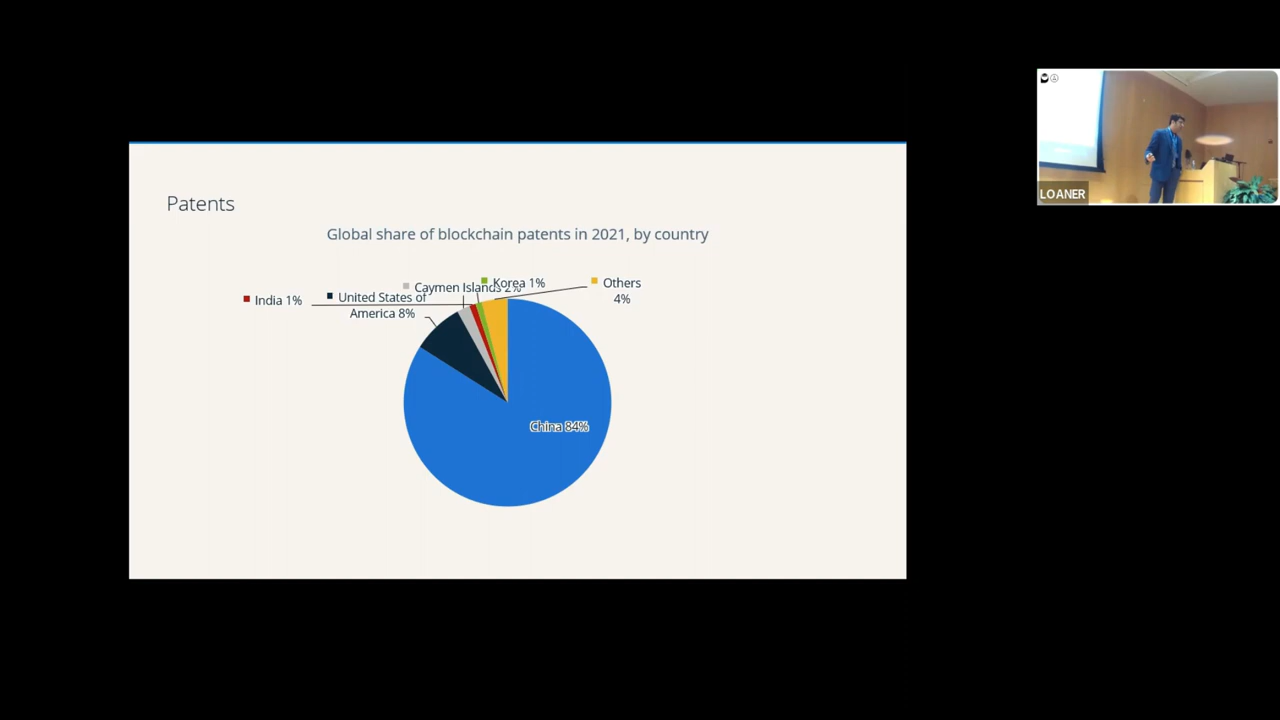 Patents
Global share of blockchain patents in 2021, by country
India 1%
United States of
America 8%
Caymen Islands 2%
Korea 1%
Others
4%
China 84%
LOANER